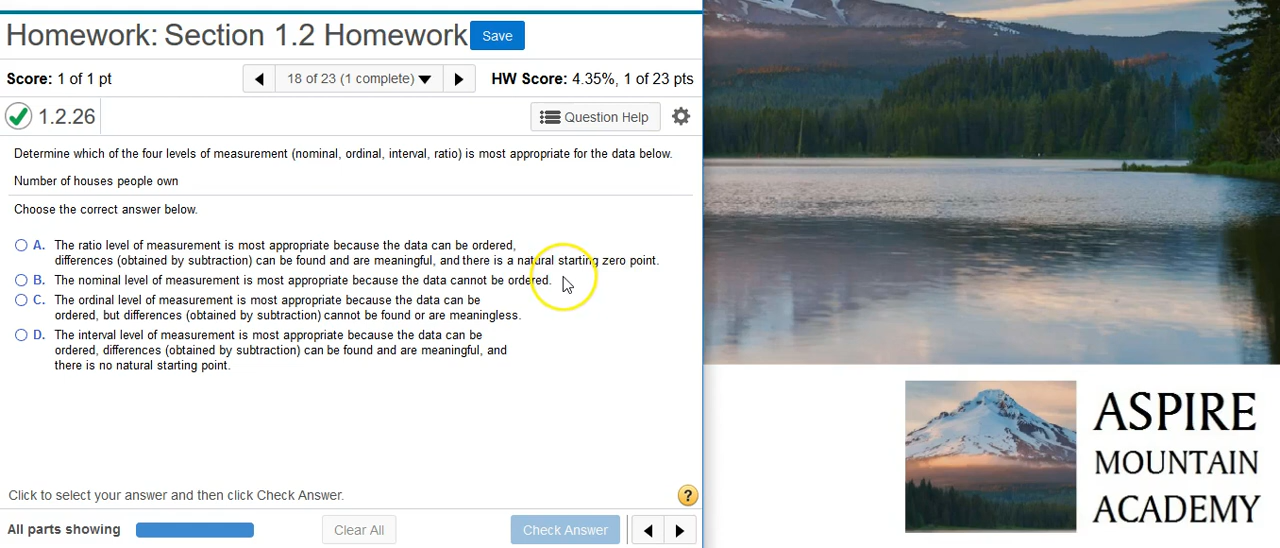 Homework: Section 1.2 Homework Save
Score: 1 of 1 pt 18 of 23 (1 complete) HW Score: 4.35%, 1 of 23 pts
1.2.26 Question Help
Determine which of the four levels of measurement (nominal, ordinal, interval, ratio) is most appropriate for the data below.
Number of houses people own
Choose the correct answer below.
A. The ratio level of measurement is most appropriate because the data can be ordered,
differences (obtained by subtraction) can be found and are meaningful, and there is a natural starting zero point.
B. The nominal level of measurement is most appropriate because the data cannot be ordered.
C. The ordinal level of measurement is most appropriate because the data can be
ordered, but differences (obtained by subtraction) cannot be found or are meaningless.
D. The interval level of measurement is most appropriate because the data can be
ordered, differences (obtained by subtraction) can be found and are meaningful, and
there is no natural starting point.
Click to select your answer and then click Check Answer. ?
All parts showing Clear All Check Answer
ASPIRE
MOUNTAIN
ACADEMY